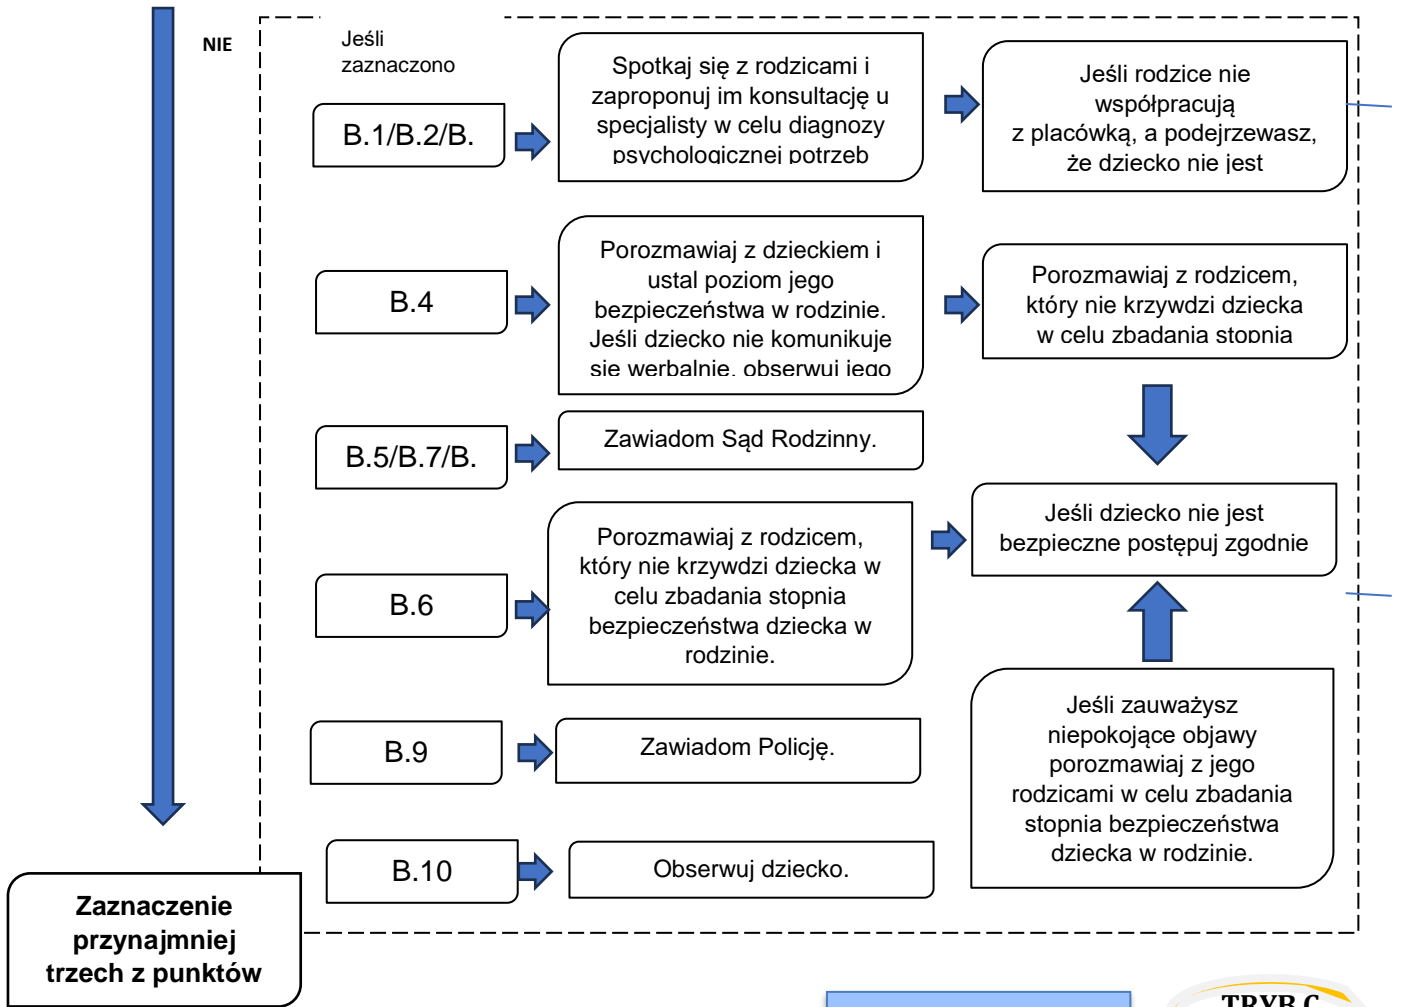 NIE
Jeśli
zaznaczono
B.1/B.2/B.
Spotkaj się z rodzicami i
zaproponuj im konsultację u
specjalisty w celu diagnozy
psychologicznej potrzeb
Jeśli rodzice nie
współpracują
z placówką, a podejrzewasz,
że dziecko nie jest
B.4
Porozmawiaj z dzieckiem i
ustal poziom jego
bezpieczeństwa w rodzinie.
Jeśli dziecko nie komunikuje
się werbalnie, obserwuj jego
Porozmawiaj z rodzicem,
który nie krzywdzi dziecka
w celu zbadania stopnia
B.5/B.7/B.
Zawiadom Sąd Rodzinny.
Jeśli dziecko nie jest
bezpieczne postępuj zgodnie
B.6
Porozmawiaj z rodzicem,
który nie krzywdzi dziecka w
celu zbadania stopnia
bezpieczeństwa dziecka w
rodzinie.
B.9
Zawiadom Policję.
Jeśli zauważysz
niepokojące objawy
porozmawiaj z jego
rodzicami w celu zbadania
stopnia bezpieczeństwa
dziecka w rodzinie.
B.10
Obserwuj dziecko.
Zaznaczenie
przynajmniej
trzech z punktów
TRYB C